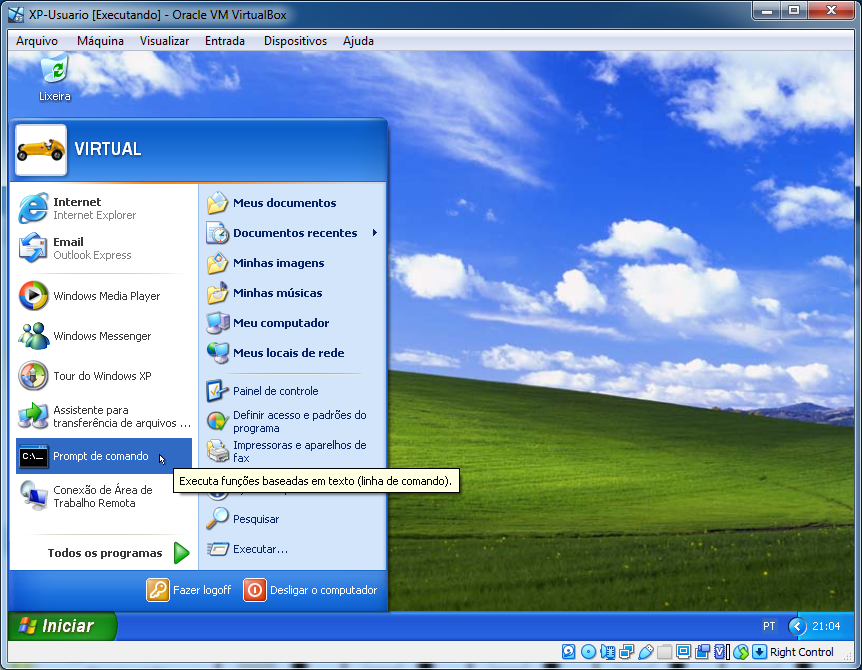 XP-Usuario [Executando] - Oracle VM VirtualBox
Arquivo Máquina Visualizar Entrada Dispositivos Ajuda
Lixeira
VIRTUAL
Internet
Internet Explorer
Email
Outlook Express
Windows Media Player
Windows Messenger
Tour do Windows XP
Assistente para
transferência de arquivos ...
Prompt de comando
Conexão de Área de
Trabalho Remota
Todos os programas
Meus documentos
Documentos recentes
Minhas imagens
Minhas músicas
Meu computador
Meus locais de rede
Painel de controle
Definir acesso e padrões do
programa
Impressoras e aparelhos de
fax
Executa funções baseadas em texto (linha de comando).
Pesquisar
Executar...
Fazer logoff
Desligar o computador
Iniciar
PT
21:04
Right Control